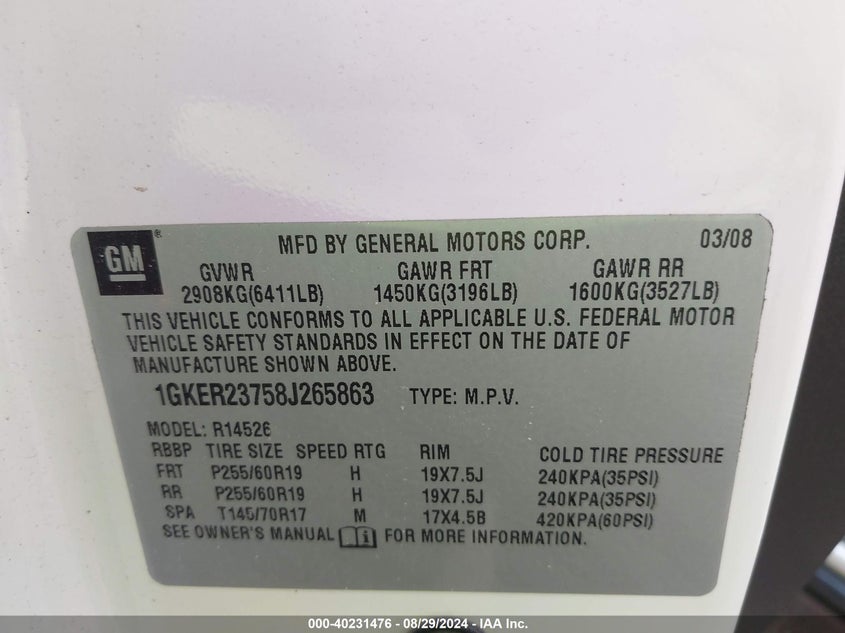 GM® MFD BY GENERAL MOTORS CORP. 03/08
GVWR GAWR FRT GAWR RR
2908KG(6411LB) 1450KG(3196LB) 1600KG(3527LB)
THIS VEHICLE CONFORMS TO ALL APPLICABLE U.S. FEDERAL MOTOR
VEHICLE SAFETY STANDARDS IN EFFECT ON THE DATE OF
MANUFACTURE SHOWN ABOVE.
1GKER23758J265863 TYPE: M.P.V.
MODEL: R14526
RBBP TIRE SIZE SPEED RTG RIM COLD TIRE PRESSURE
FRT P255/60R19 H 19X7.5J 240KPA(35PSI)
RR P255/60R19 H 19X7.5J 240KPA(35PSI)
SPA T145/70R17 M 17X4.5B 420KPA(60PSI)
SEE OWNER'S MANUAL FOR MORE INFORMATION.
000-40231476 - 08/29/2024 - IAA Inc.